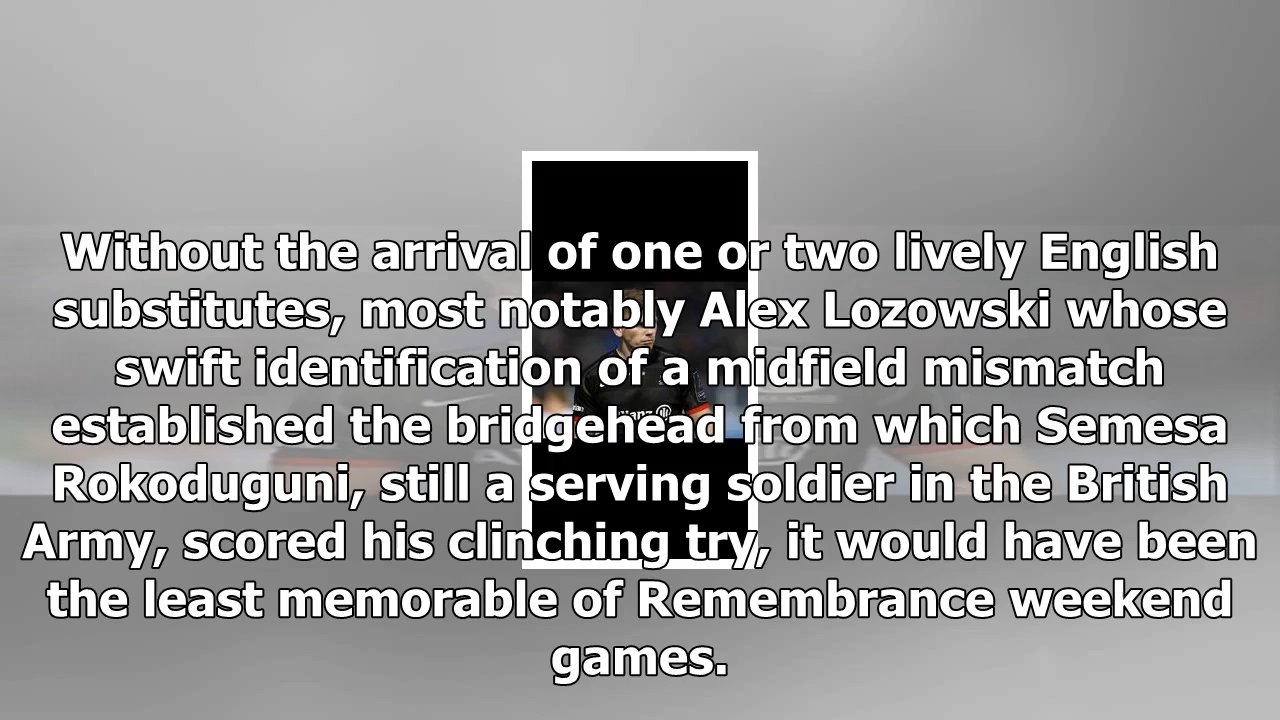 Without the arrival of one or two lively English
substitutes, most notably Alex Lozowski whose
swift identification of a midfield mismatch
established the bridgehead from which Semesa
Rokoduguni, still a serving soldier in the British
Army, scored his clinching try, it would have been
the least memorable of Remembrance weekend
games.